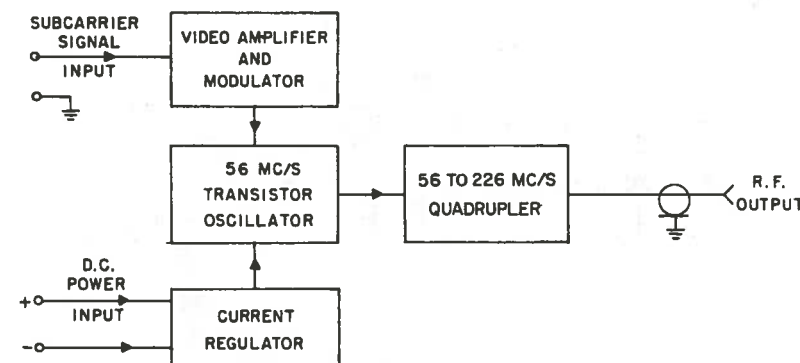 SUBCARRIER
SIGNAL
INPUT
VIDEO AMPLIFIER
AND
MODULATOR
56 MC/S
TRANSISTOR
OSCILLATOR
56 TO 226 MC/S
QUADRUPLER
R.F.
OUTPUT
D.C.
POWER
INPUT
+
-
CURRENT
REGULATOR